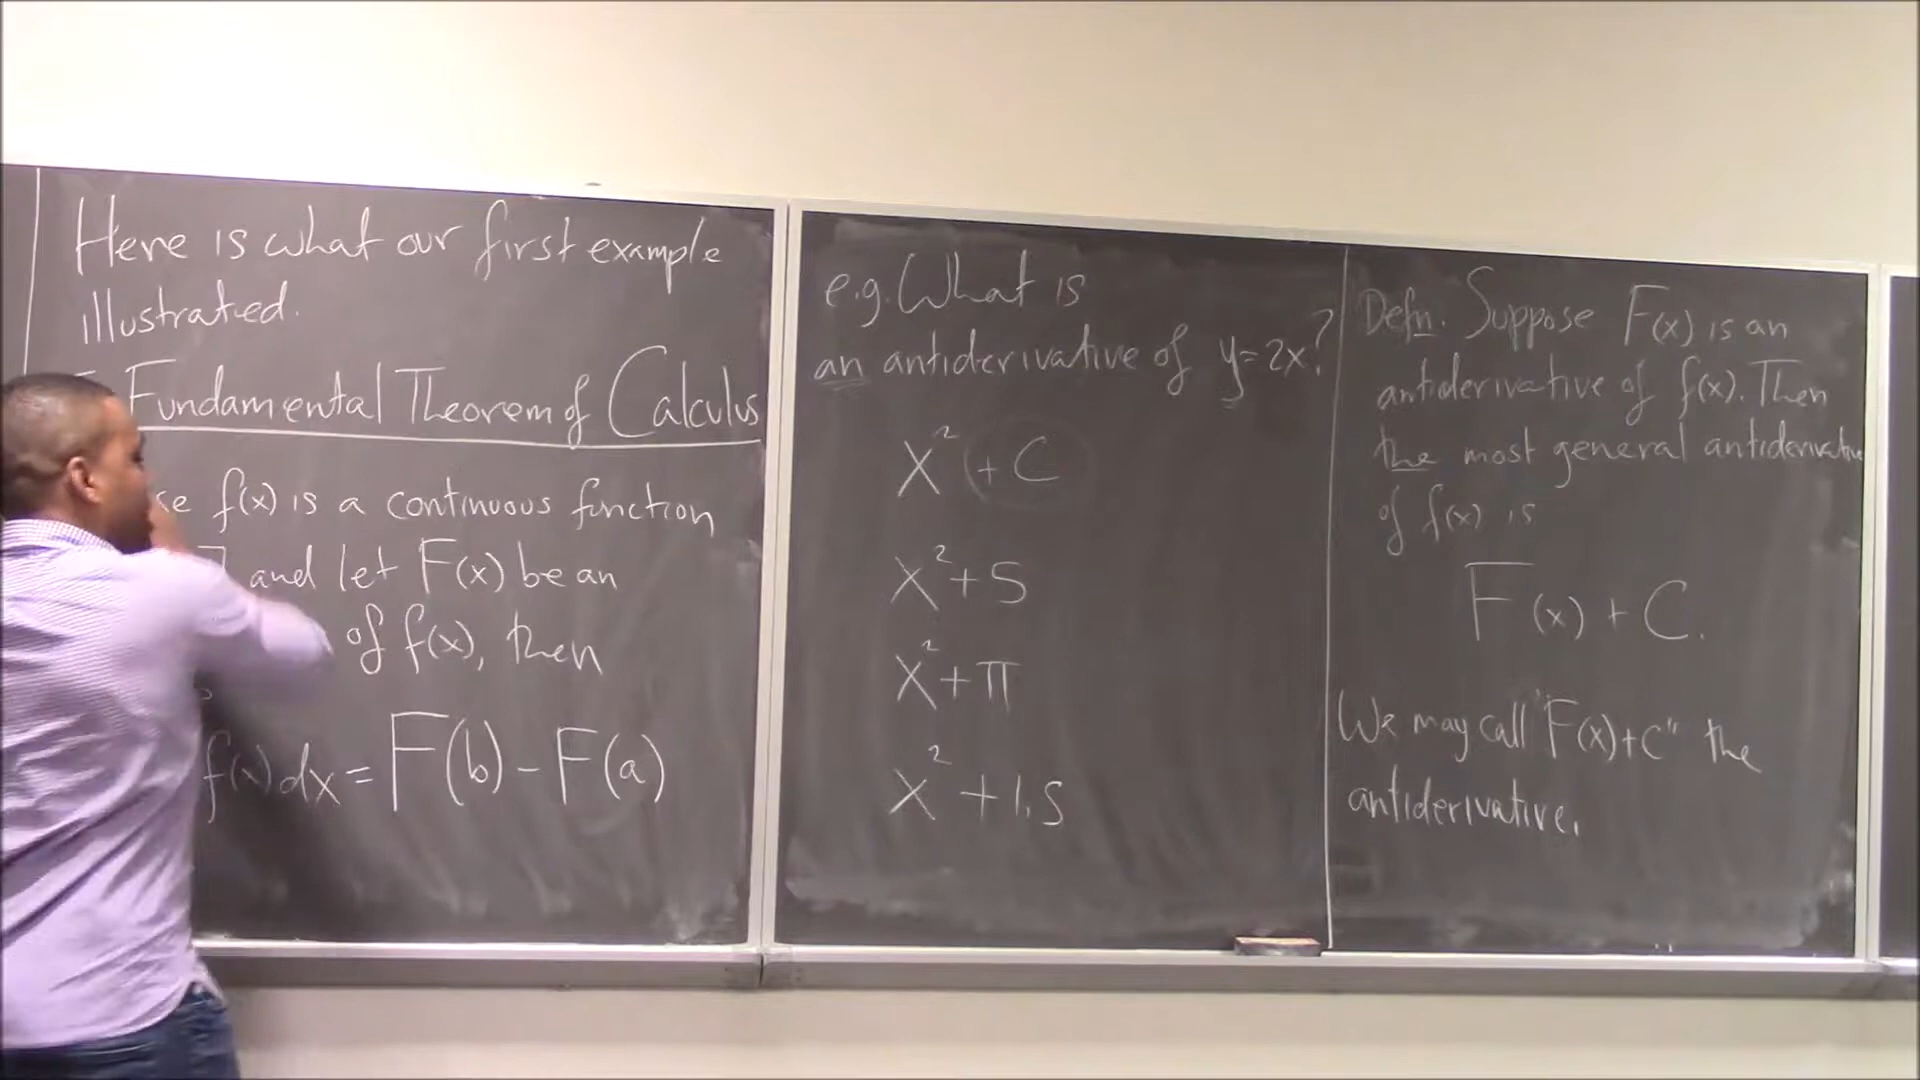 Here is what our first example
illustrated.
Fundamental Theorem of Calculus
f(x) is a continuous function
and let F(x) be an
of f(x), then
f(x) dx = F(b) - F(a)
e.g. What is
an antiderivative of y=2x?
x² + C
x² + 5
x² + π
x² + 1.5
Defn. Suppose F(x) is an
antiderivative of f(x). Then
the most general antiderivative
of f(x) is
F(x) + C.
We may call "F(x)+C" the
antiderivative.